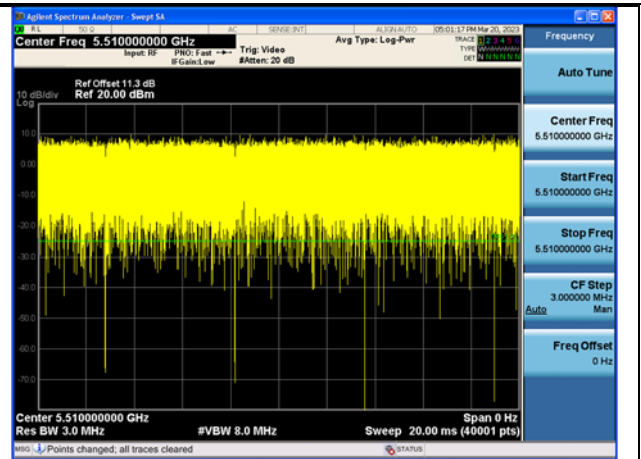 Agilent Spectrum Analyzer - Swept SA
RL 50 Ω AC SENSE:INT ALIGN AUTO 05:01:17 PM Mar 20, 2023
Center Freq 5.510000000 GHz
Input: RF PNO: Fast Trig: Video Avg Type: Log-Pwr TRACE 1 2 3 4 5 6
IFGain:Low #Atten: 20 dB TYPE
DET N N N N N N
Frequency
Auto Tune
Ref Offset 11.3 dB
10 dB/div Ref 20.00 dBm
Log
10.0
0.00
-10.0
-20.0
-30.0
-40.0
-50.0
-60.0
-70.0
Center Freq
5.510000000 GHz
Start Freq
5.510000000 GHz
Stop Freq
5.510000000 GHz
CF Step
3.000000 MHz
Auto Man
Freq Offset
0 Hz
Center 5.510000000 GHz Span 0 Hz
Res BW 3.0 MHz #VBW 8.0 MHz Sweep 20.00 ms (40001 pts)
MSG Points changed; all traces cleared STATUS